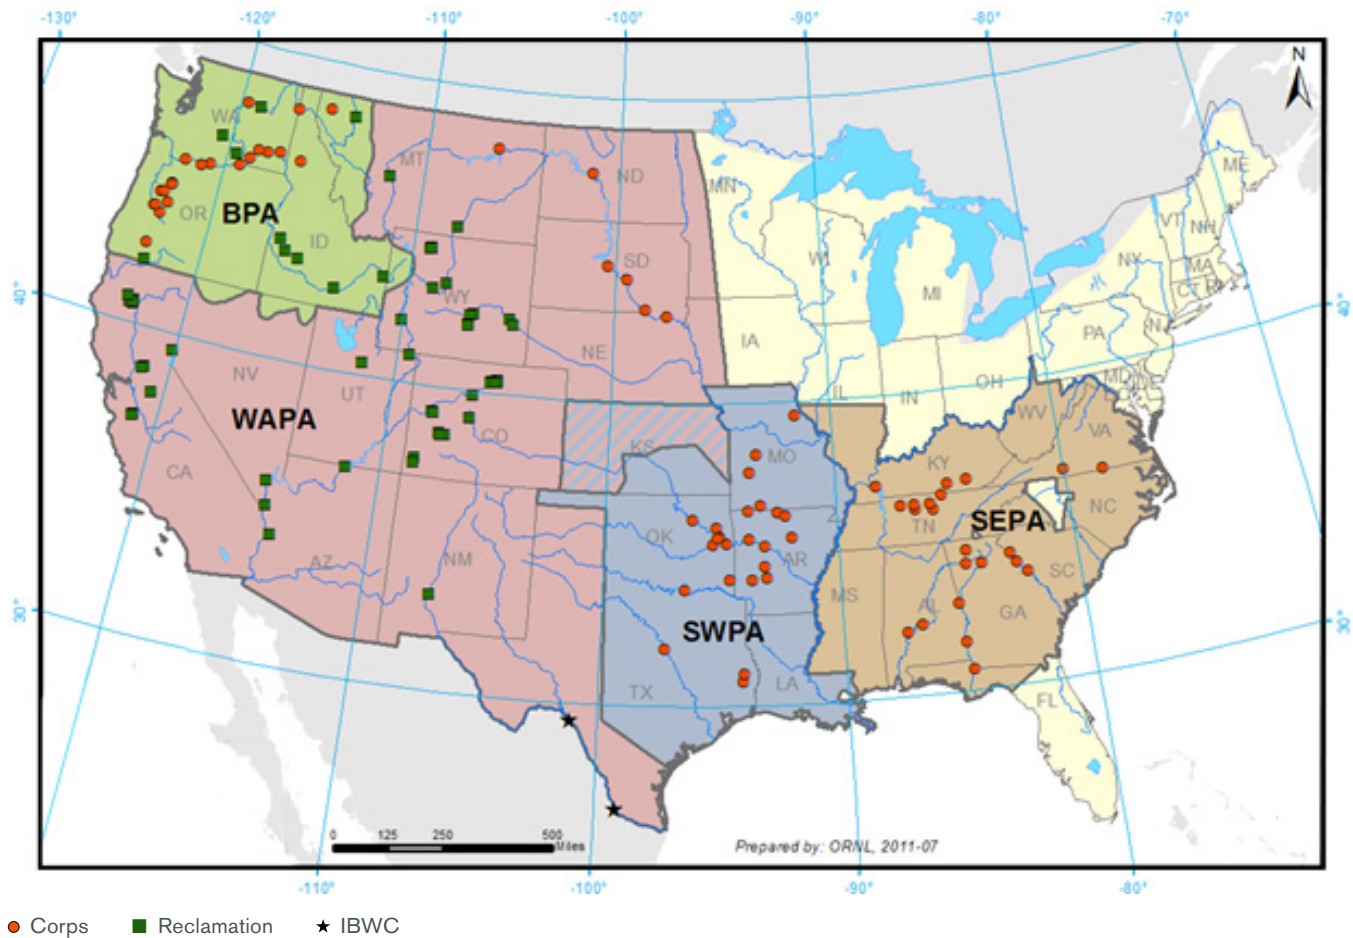 -130° -120° -110° -100° -90° -80° -70°
N
WA
MT
ND
MN
ME
OR
BPA
ID
SD
WI
MI
VT
NH
NY
MA
CT
RI
40°
WY
NE
IA
PA
NJ
40°
NV
UT
WAPA
CO
KS
MO
IL
IN
OH
MD
DE
WV
VA
CA
KY
AZ
NM
OK
AR
TN
SEPA
NC
SC
30°
MS
AL
GA
30°
SWPA
TX
LA
FL
0 125 250 500
Miles
Prepared by: ORNL, 2011-07
-110° -100° -90° -80°
Corps Reclamation IBWC